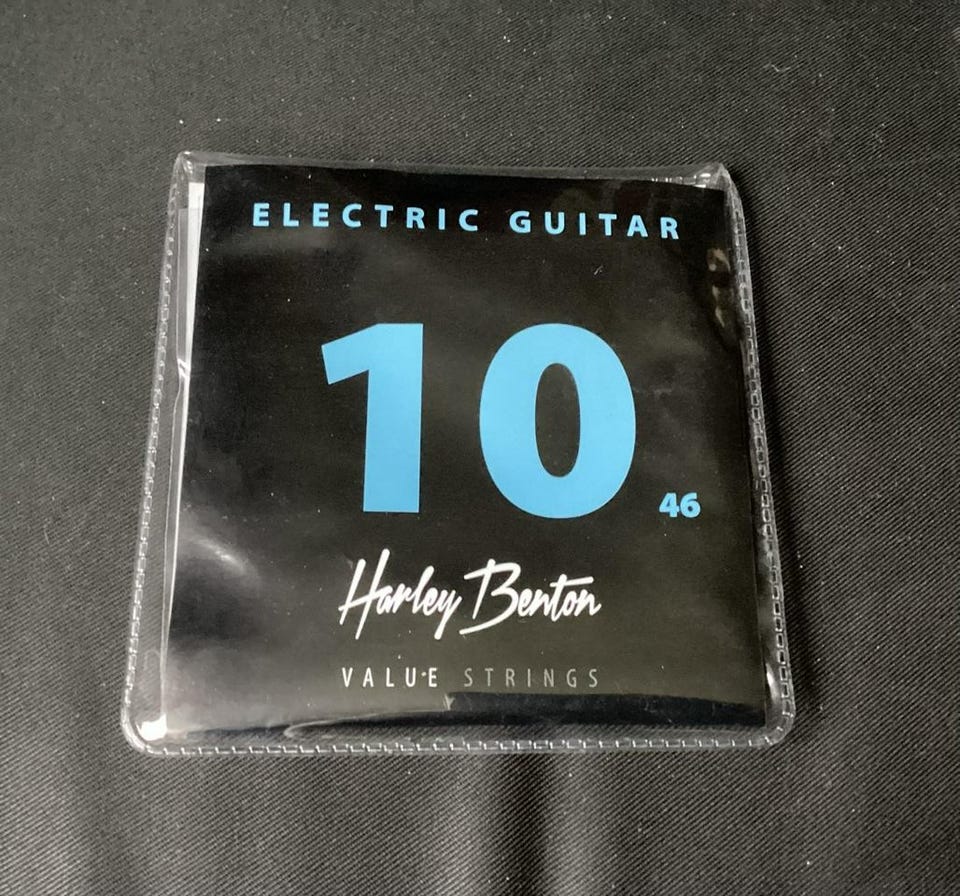 ELECTRIC GUITAR
10 46
Harley Benton
VALUE STRINGS